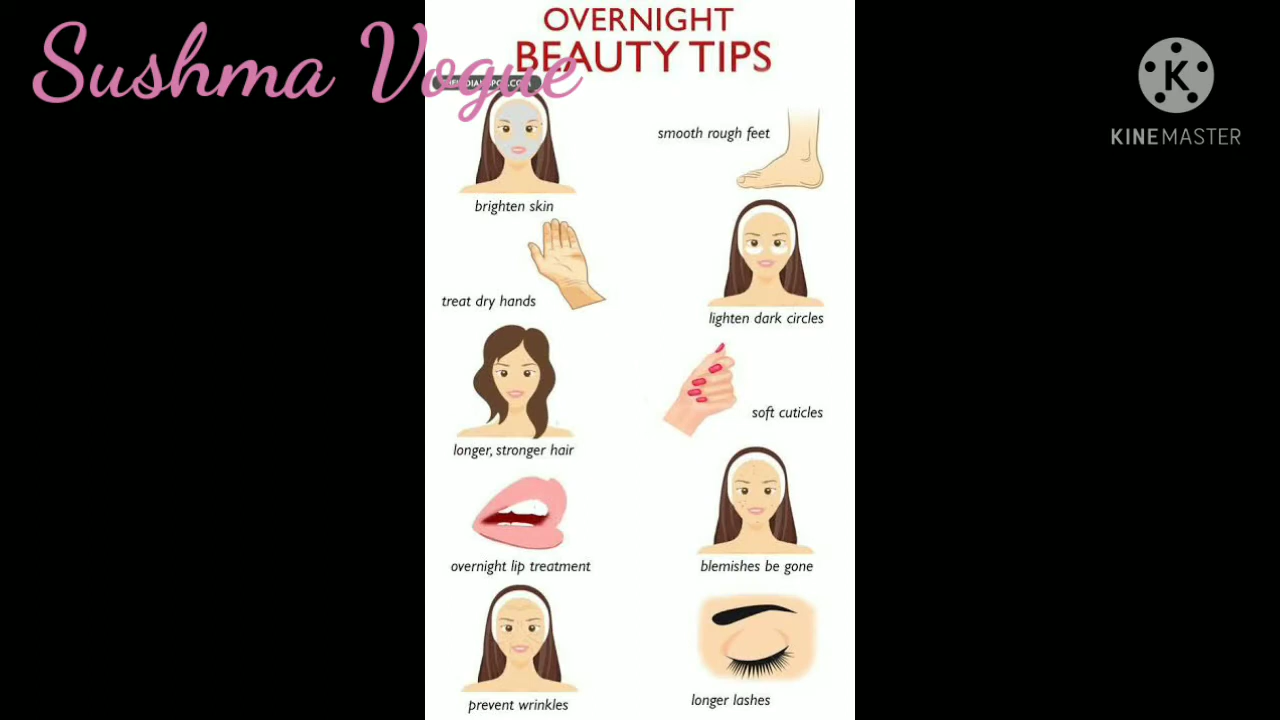 Sushma Vogue
OVERNIGHT
BEAUTY TIPS
KINEMASTER
brighten skin
smooth rough feet
treat dry hands
lighten dark circles
longer, stronger hair
soft cuticles
overnight lip treatment
blemishes be gone
prevent wrinkles
longer lashes